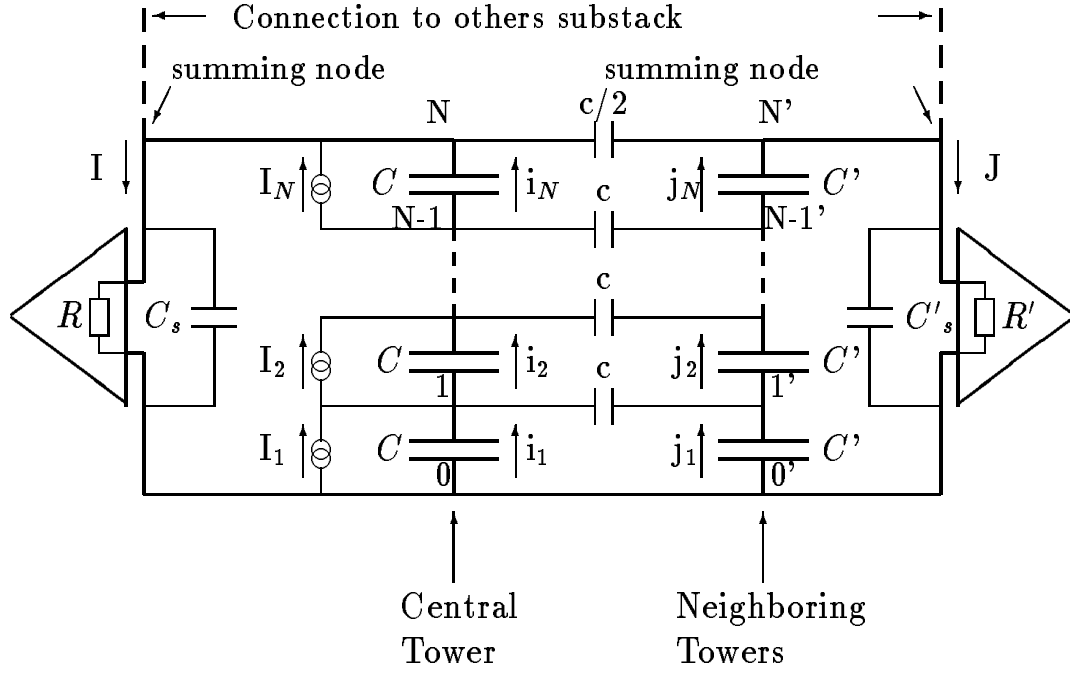 Connection to others substack
summing node summing node
N c/2 N'
I I_N C i_N c j_N C' J
N-1 N-1'
c
R C_s C'_s R'
I_2 C i_2 j_2 C'
1 c 1'
I_1 C i_1 j_1 C'
0 0'
Central Neighboring
Tower Towers